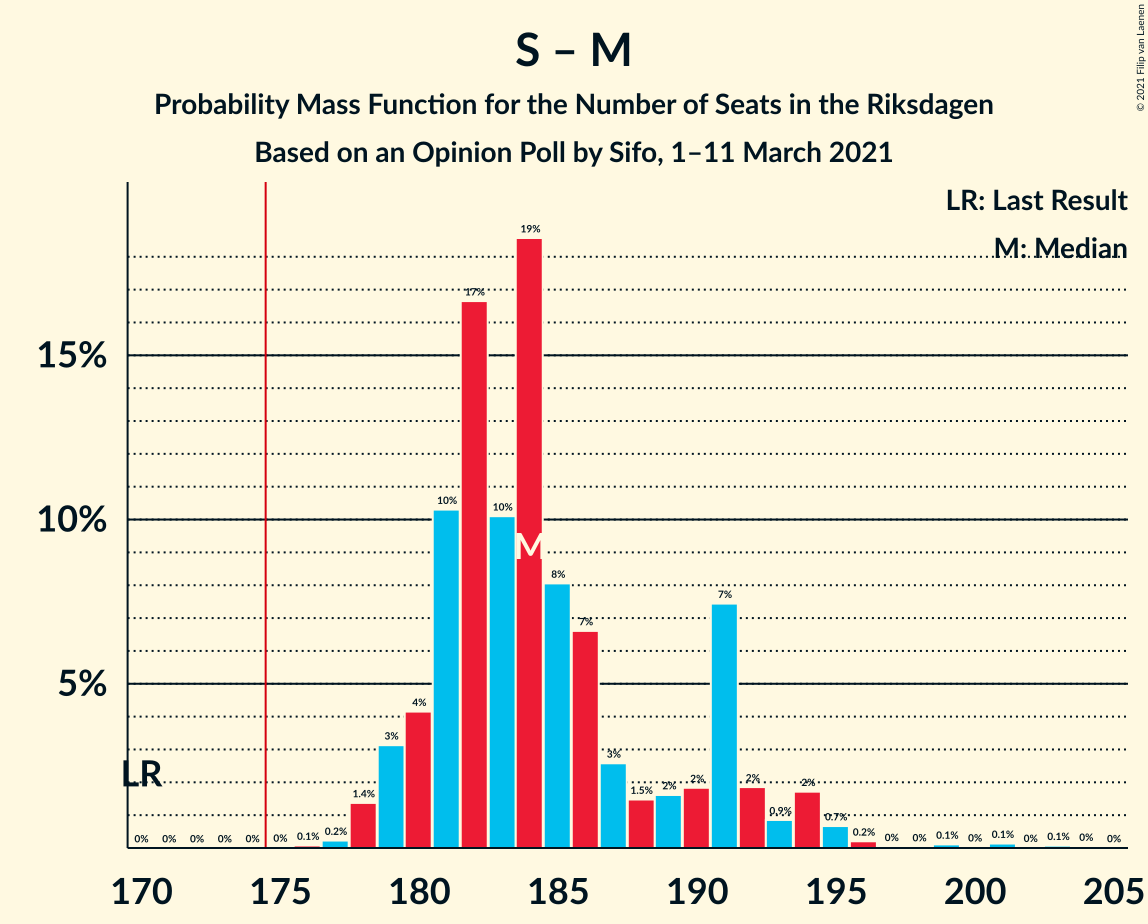 S – M
Probability Mass Function for the Number of Seats in the Riksdagen
Based on an Opinion Poll by Sifo, 1–11 March 2021
© 2021 Filip van Laenen
LR: Last Result
M: Median
15%
10%
5%
LR
M
0% 0% 0% 0% 0% 0% 0.1% 0.2% 1.4% 3% 4% 10% 17% 10% 19% 8% 7% 3% 1.5% 2% 2% 7% 2% 0.9% 2% 0.7% 0.2% 0% 0% 0.1% 0% 0.1% 0% 0.1% 0% 0%
170 175 180 185 190 195 200 205